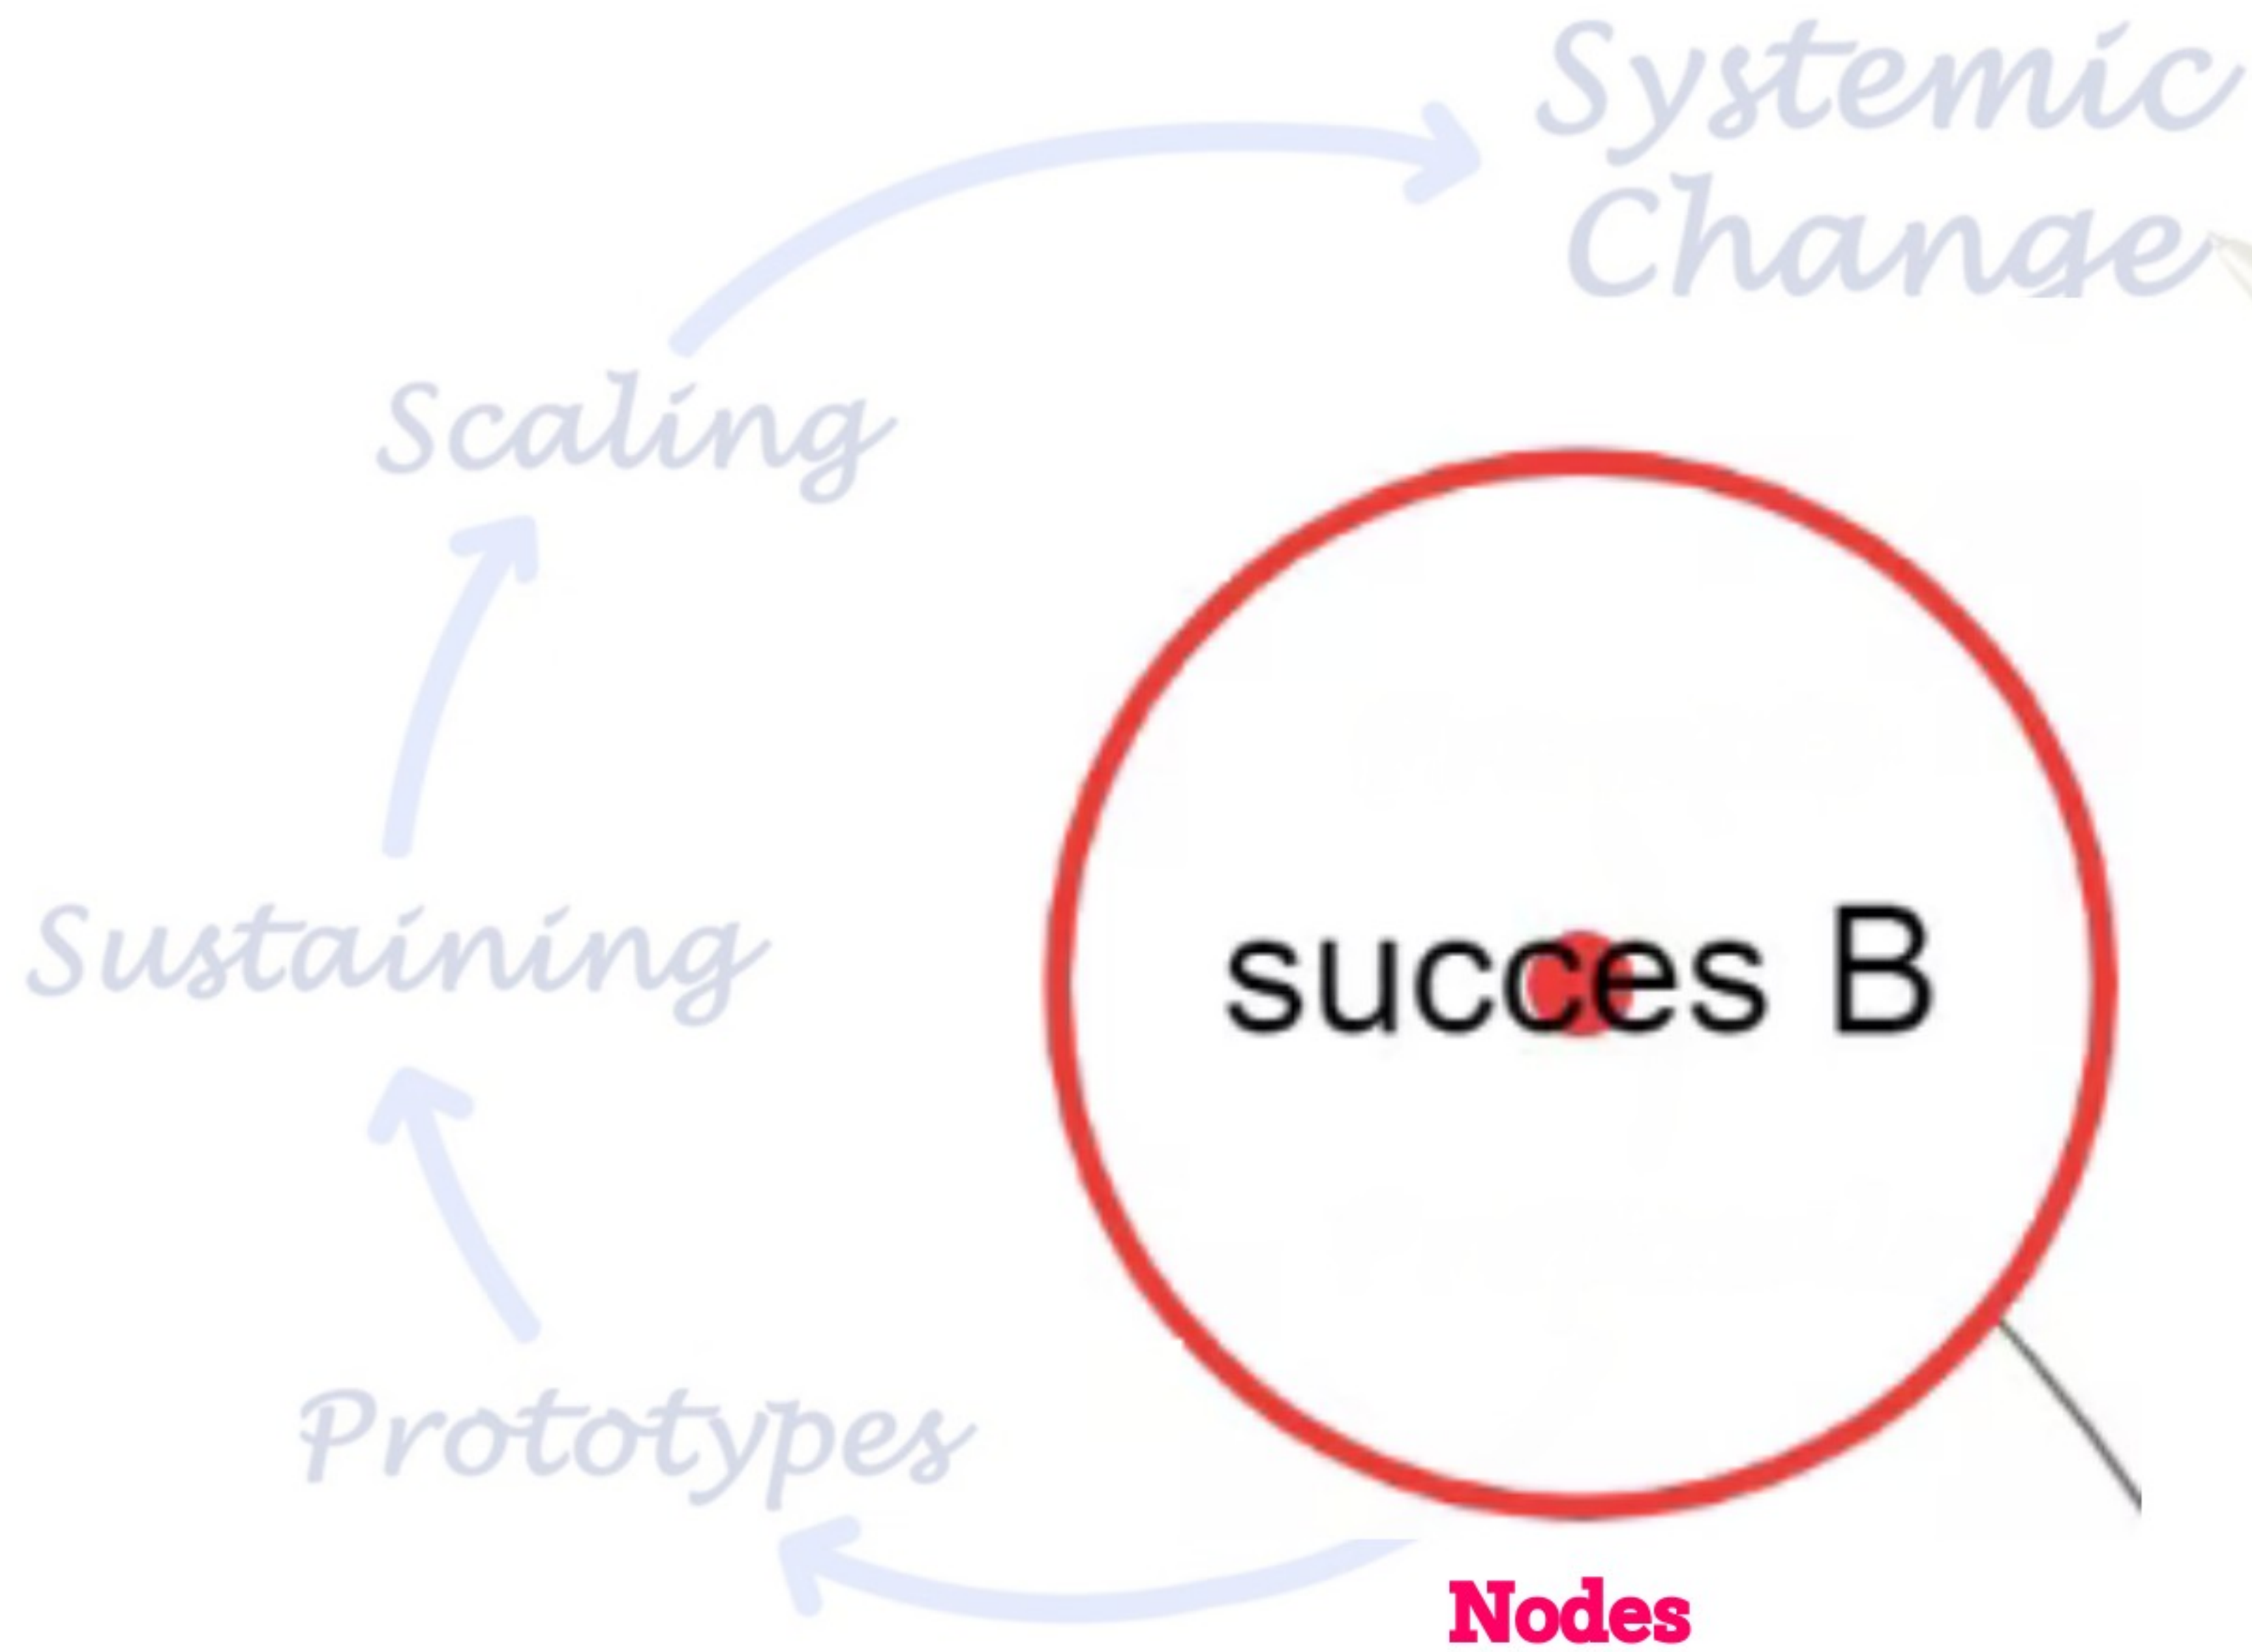 Systemic
Change
Scaling
Sustaining
succes B
Prototypes
Nodes